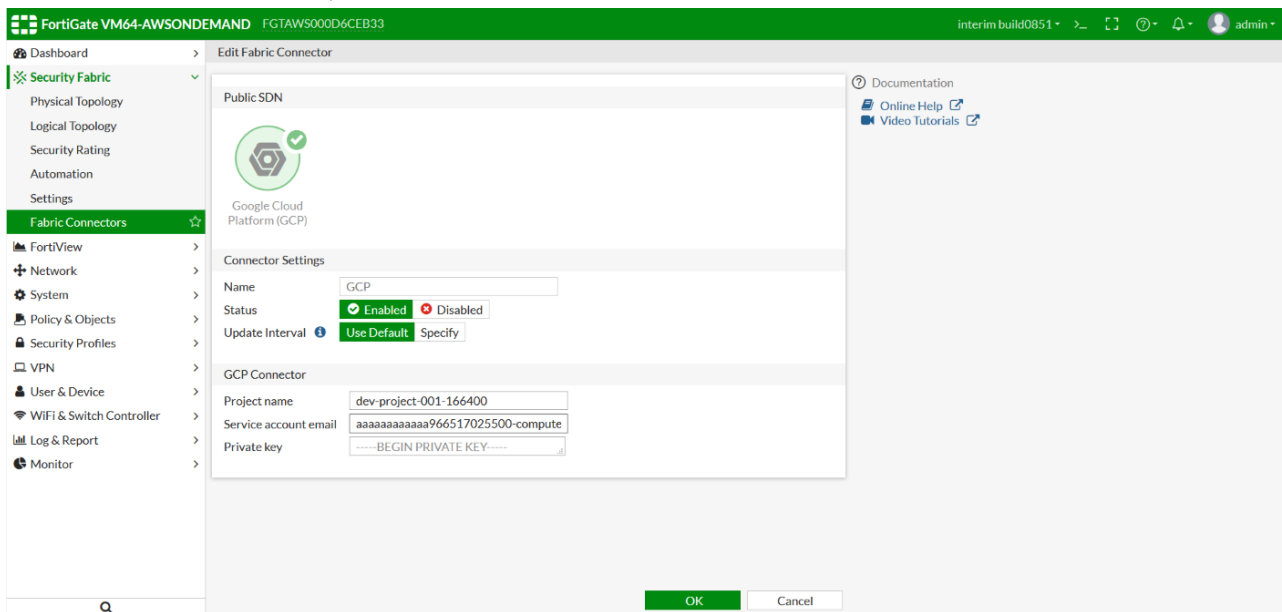 FortiGate VM64-AWSONDEMAND FGTAWS000D6CEB33
interim build0851 >_ admin
Dashboard
Security Fabric
Physical Topology
Logical Topology
Security Rating
Automation
Settings
Fabric Connectors
FortiView
Network
System
Policy & Objects
Security Profiles
VPN
User & Device
WiFi & Switch Controller
Log & Report
Monitor
Edit Fabric Connector
Public SDN
Google Cloud
Platform (GCP)
Connector Settings
Name GCP
Status Enabled Disabled
Update Interval Use Default Specify
GCP Connector
Project name dev-project-001-166400
Service account email aaaaaaaaaaaa966517025500-compute
Private key -----BEGIN PRIVATE KEY-----
OK Cancel
Documentation
Online Help
Video Tutorials